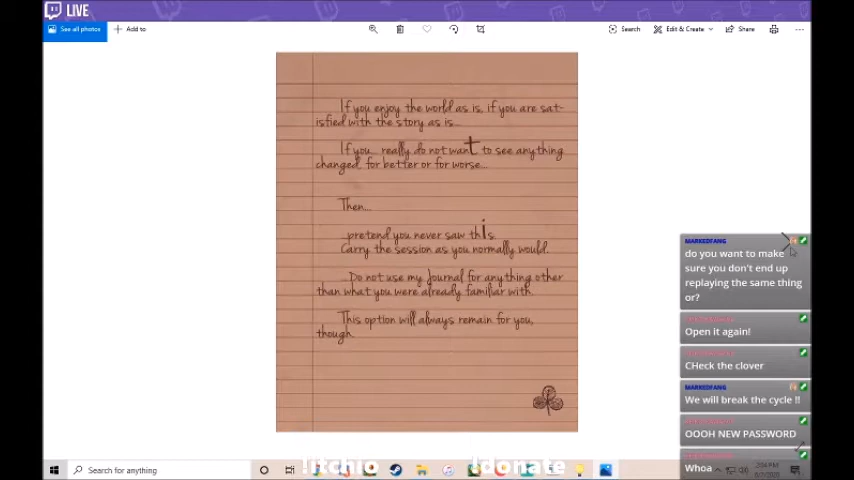 LIVE
See all photos
Add to
Search
Edit & Create
Share
If you enjoy the world as is, if you are sat-
isfied with the story as is...
If you... really do not want to see anything
changed, for better or for worse...
Then...
...pretend you never saw this.
Carry the session as you normally would.
...Do not use my Journal for anything other
than what you were already familiar with.
This option will always remain for you,
though.
MARKEDFANG
do you want to make
sure you don't end up
replaying the same thing
or?
Open it again!
CHeck the clover
MARKEDFANG
We will break the cycle !!
OOOH NEW PASSWORD
Whoa
Search for anything
!itchio
!donate